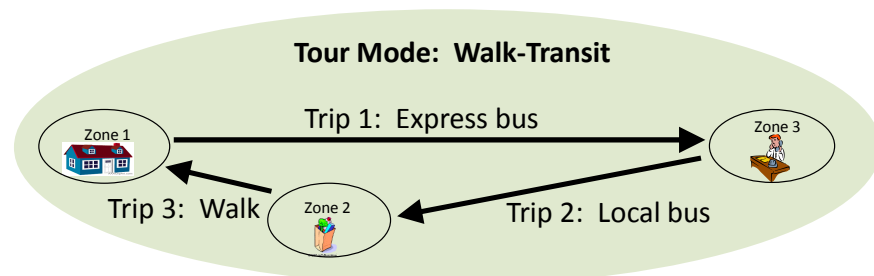 Tour Mode: Walk-Transit
Trip 1: Express bus
Zone 1
Zone 3
Trip 3: Walk
Zone 2
Trip 2: Local bus